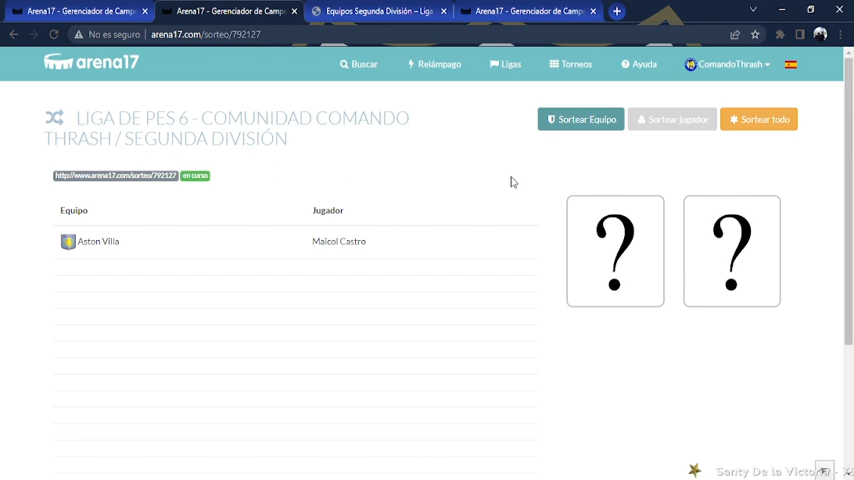 Arena17 - Gerenciador de Campe
Arena17 - Gerenciador de Campe
Equipos Segunda División – Liga
Arena17 - Gerenciador de Campe
No es seguro
arena17.com/sorteo/792127
arena17
Buscar
Relámpago
Ligas
Torneos
Ayuda
ComandoThrash
LIGA DE PES 6 - COMUNIDAD COMANDO
THRASH / SEGUNDA DIVISIÓN
Sortear Equipo
Sortear jugador
Sortear todo
http://www.arena17.com/sorteo/792127
en curso
Equipo
Jugador
Aston Villa
Maicol Castro
? ?
Santy De la Victoria -